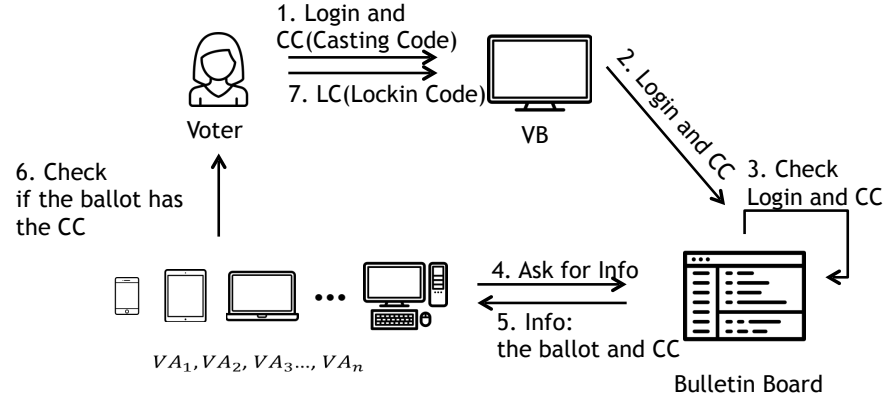 1. Login and
CC(Casting Code)
7. LC(Lockin Code)
Voter
VB
2. Login and CC
3. Check
Login and CC
6. Check
if the ballot has
the CC
4. Ask for Info
5. Info:
the ballot and CC
VA₁, VA₂, VA₃..., VAₙ
Bulletin Board